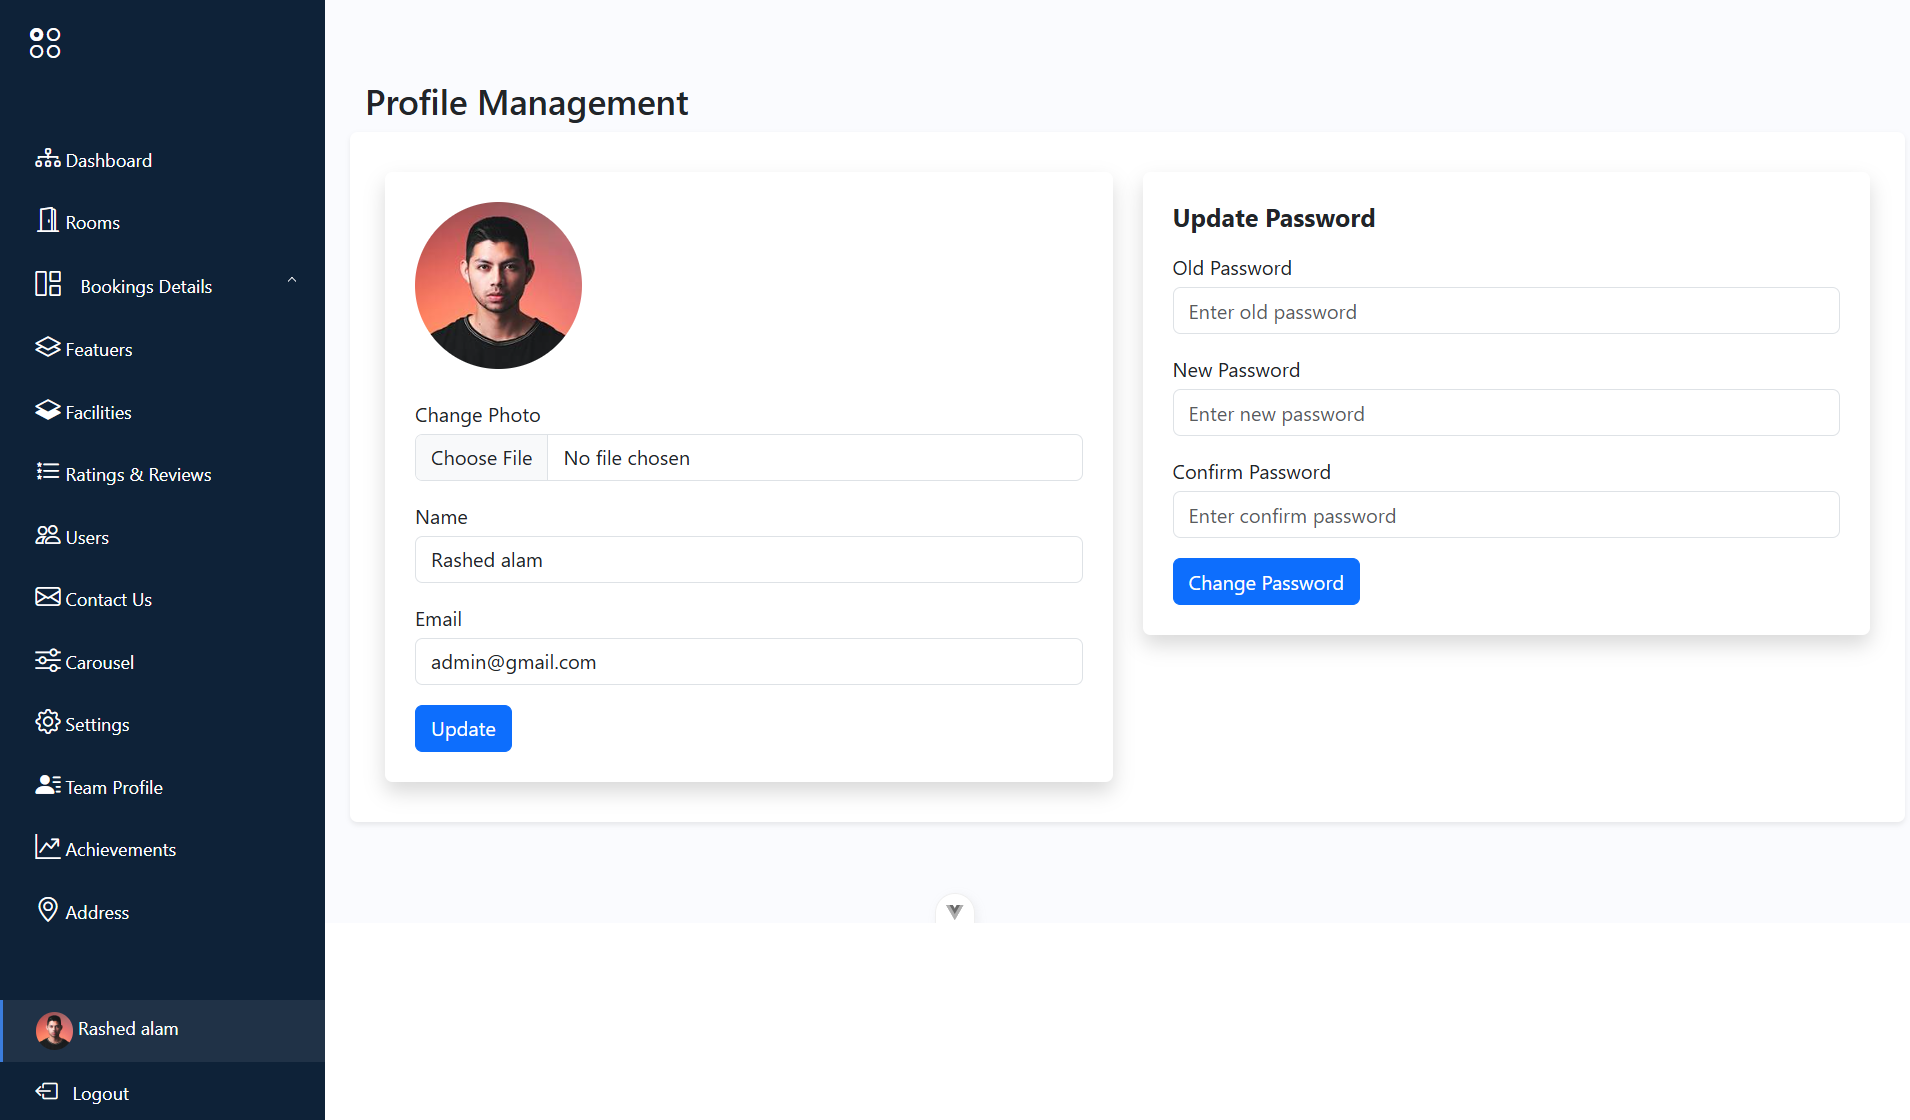 Dashboard
Rooms
Bookings Details
Featuers
Facilities
Ratings & Reviews
Users
Contact Us
Carousel
Settings
Team Profile
Achievements
Address
Rashed alam
Logout
Profile Management
Change Photo
Choose File No file chosen
Name
Rashed alam
Email
admin@gmail.com
Update
Update Password
Old Password
Enter old password
New Password
Enter new password
Confirm Password
Enter confirm password
Change Password